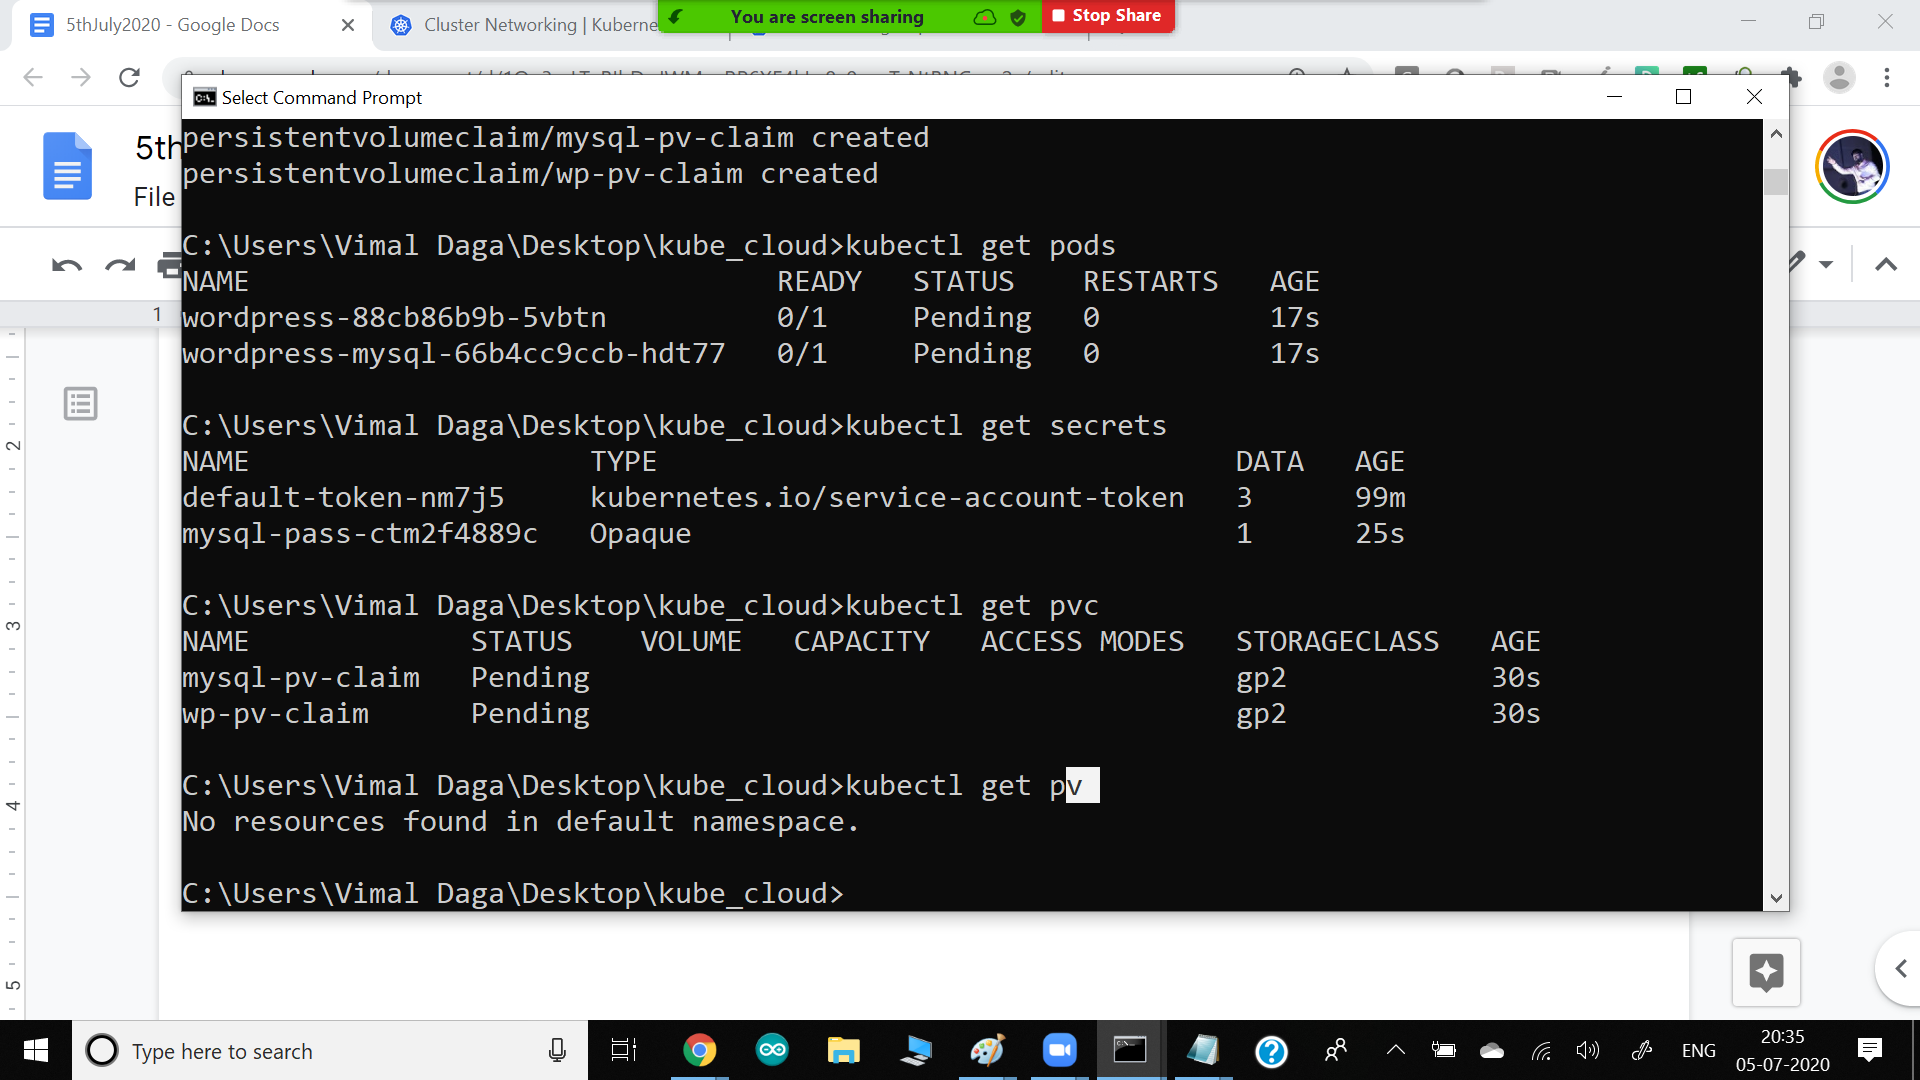 5thJuly2020 - Google Docs
Cluster Networking | Kuberne
You are screen sharing
Stop Share
Select Command Prompt
5th
File
persistentvolumeclaim/mysql-pv-claim created
persistentvolumeclaim/wp-pv-claim created
C:\Users\Vimal Daga\Desktop\kube_cloud>kubectl get pods
NAME READY STATUS RESTARTS AGE
wordpress-88cb86b9b-5vbtn 0/1 Pending 0 17s
wordpress-mysql-66b4cc9ccb-hdt77 0/1 Pending 0 17s
C:\Users\Vimal Daga\Desktop\kube_cloud>kubectl get secrets
NAME TYPE DATA AGE
default-token-nm7j5 kubernetes.io/service-account-token 3 99m
mysql-pass-ctm2f4889c Opaque 1 25s
C:\Users\Vimal Daga\Desktop\kube_cloud>kubectl get pvc
NAME STATUS VOLUME CAPACITY ACCESS MODES STORAGECLASS AGE
mysql-pv-claim Pending gp2 30s
wp-pv-claim Pending gp2 30s
C:\Users\Vimal Daga\Desktop\kube_cloud>kubectl get pv
No resources found in default namespace.
C:\Users\Vimal Daga\Desktop\kube_cloud>
1
2
3
4
5
Type here to search
ENG
20:35
05-07-2020